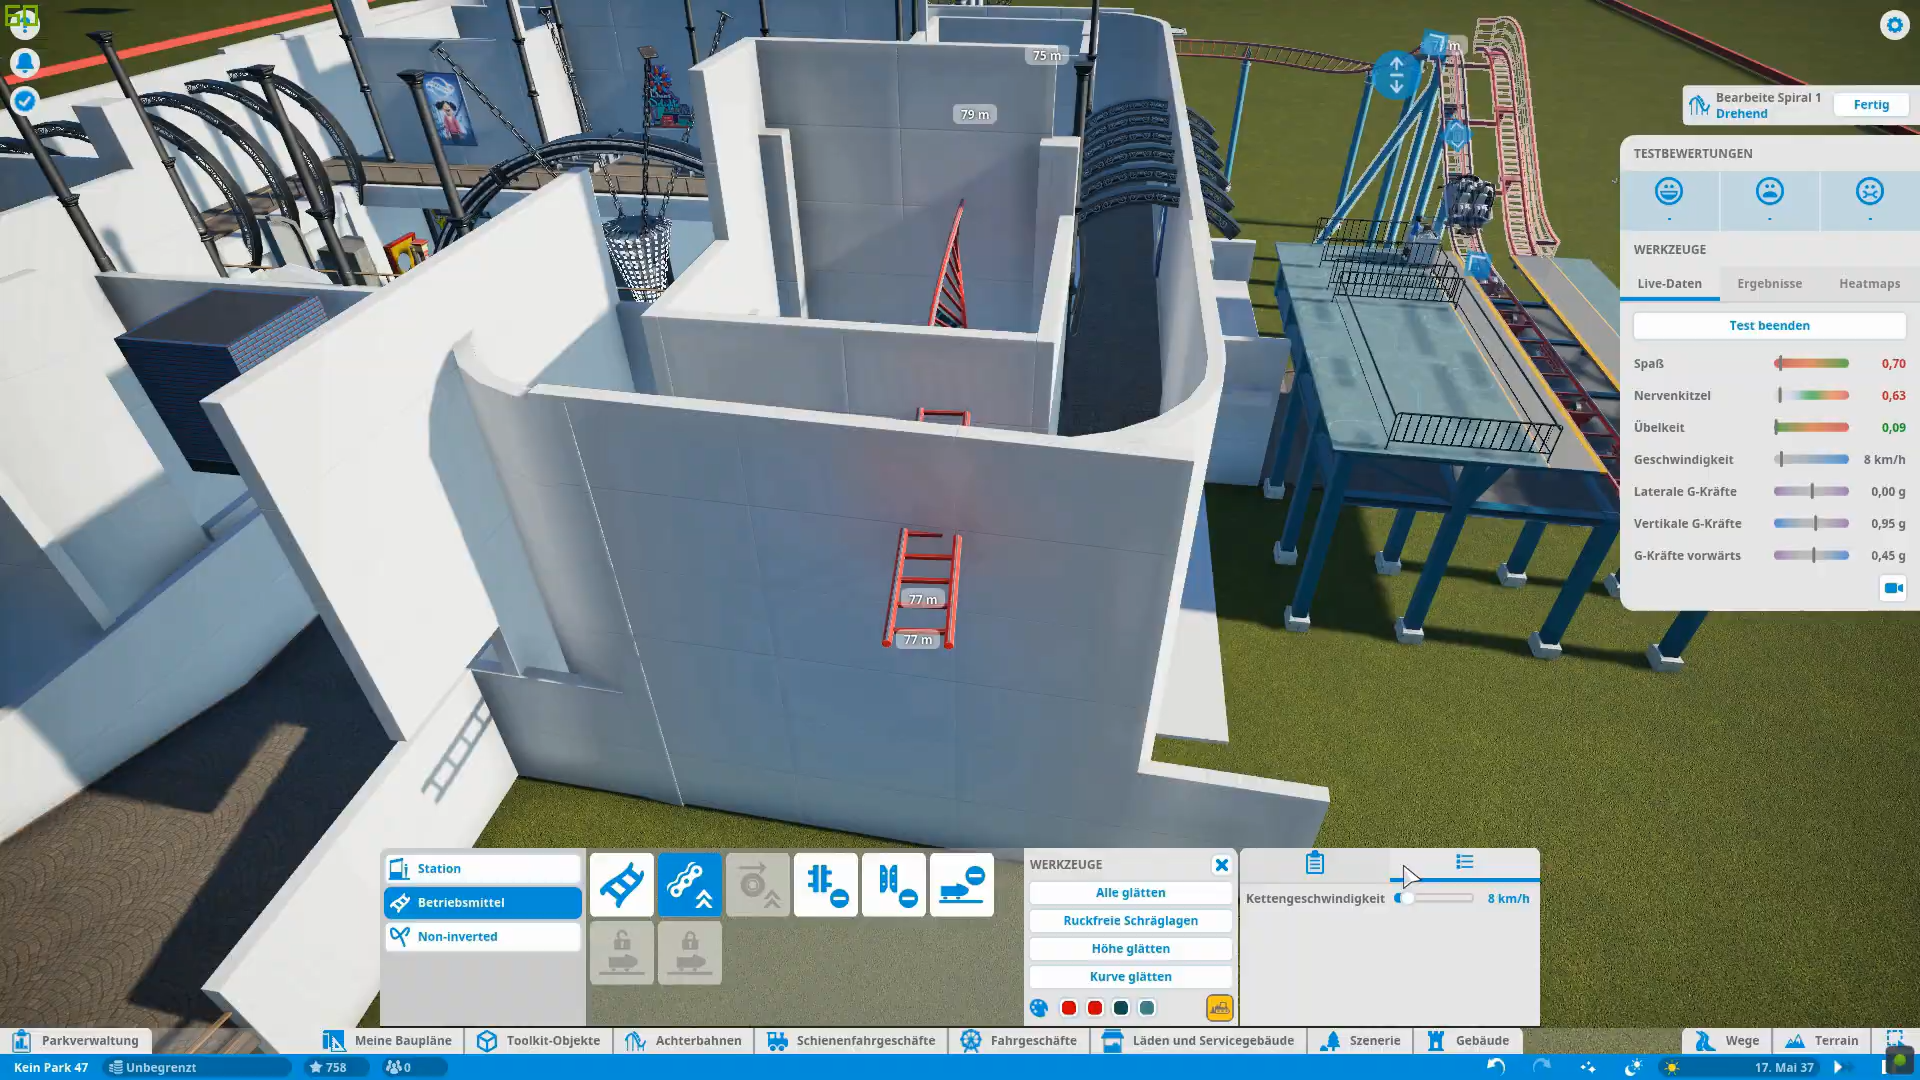 60
75 m
79 m
77 m
77 m
Bearbeite Spiral 1
Drehend
Fertig
TESTBEWERTUNGEN
- - -
WERKZEUGE
Live-Daten Ergebnisse Heatmaps
Test beenden
Spaß 0,70
Nervenkitzel 0,63
Übelkeit 0,09
Geschwindigkeit 8 km/h
Laterale G-Kräfte 0,00 g
Vertikale G-Kräfte 0,95 g
G-Kräfte vorwärts 0,45 g
Station
Betriebsmittel
Non-inverted
WERKZEUGE
Alle glätten
Ruckfreie Schräglagen
Höhe glätten
Kurve glätten
Kettengeschwindigkeit 8 km/h
Parkverwaltung Meine Baupläne Toolkit-Objekte Achterbahnen Schienenfahrgeschäfte Fahrgeschäfte Läden und Servicegebäude Szenerie Gebäude Wege Terrain
Kein Park 47 Unbegrenzt 758 0 17. Mai 37